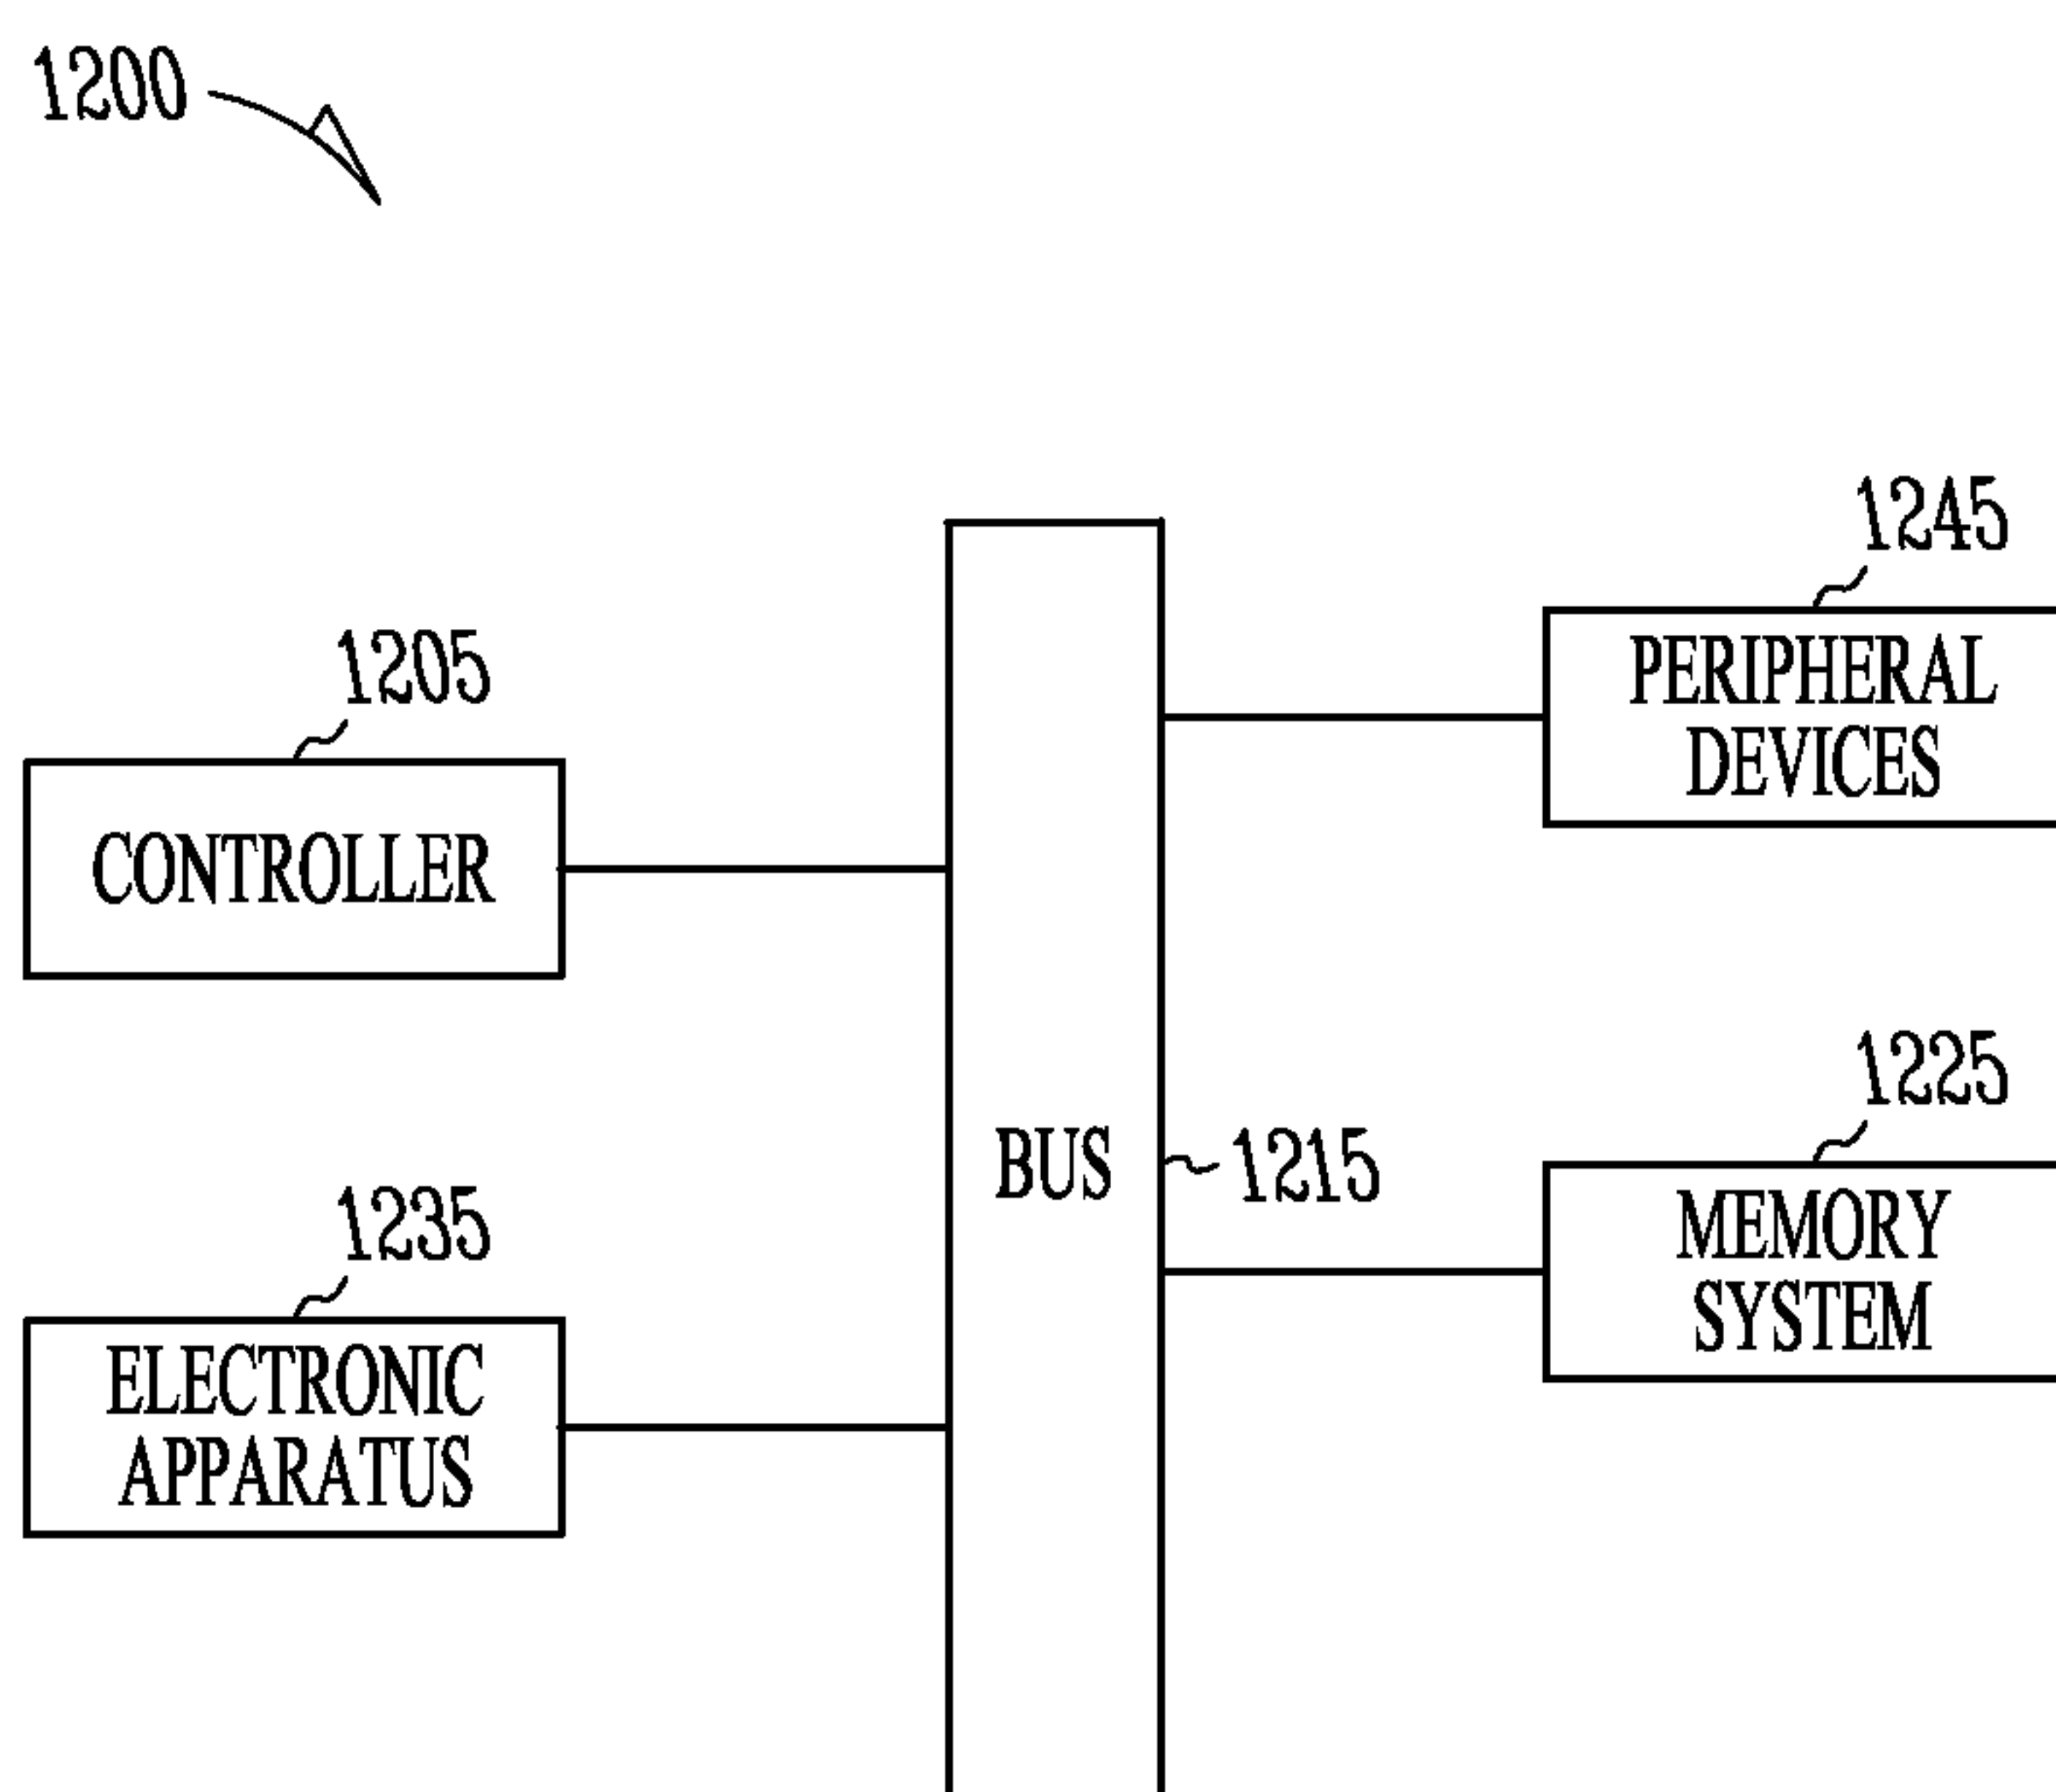 1200
1245
PERIPHERAL
DEVICES
1205
CONTROLLER
1225
MEMORY
SYSTEM
BUS
1215
1235
ELECTRONIC
APPARATUS